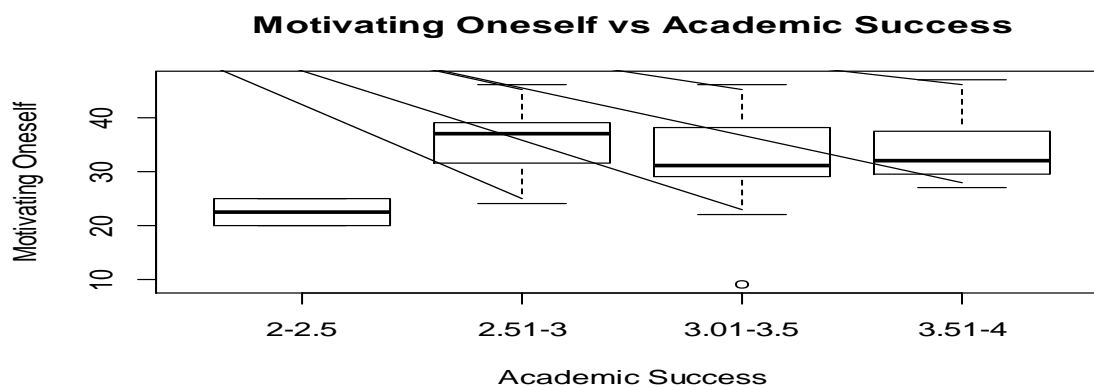 Motivating Oneself vs Academic Success
Motivating Oneself
40
30
20
10
2-2.5 2.51-3 3.01-3.5 3.51-4
Academic Success